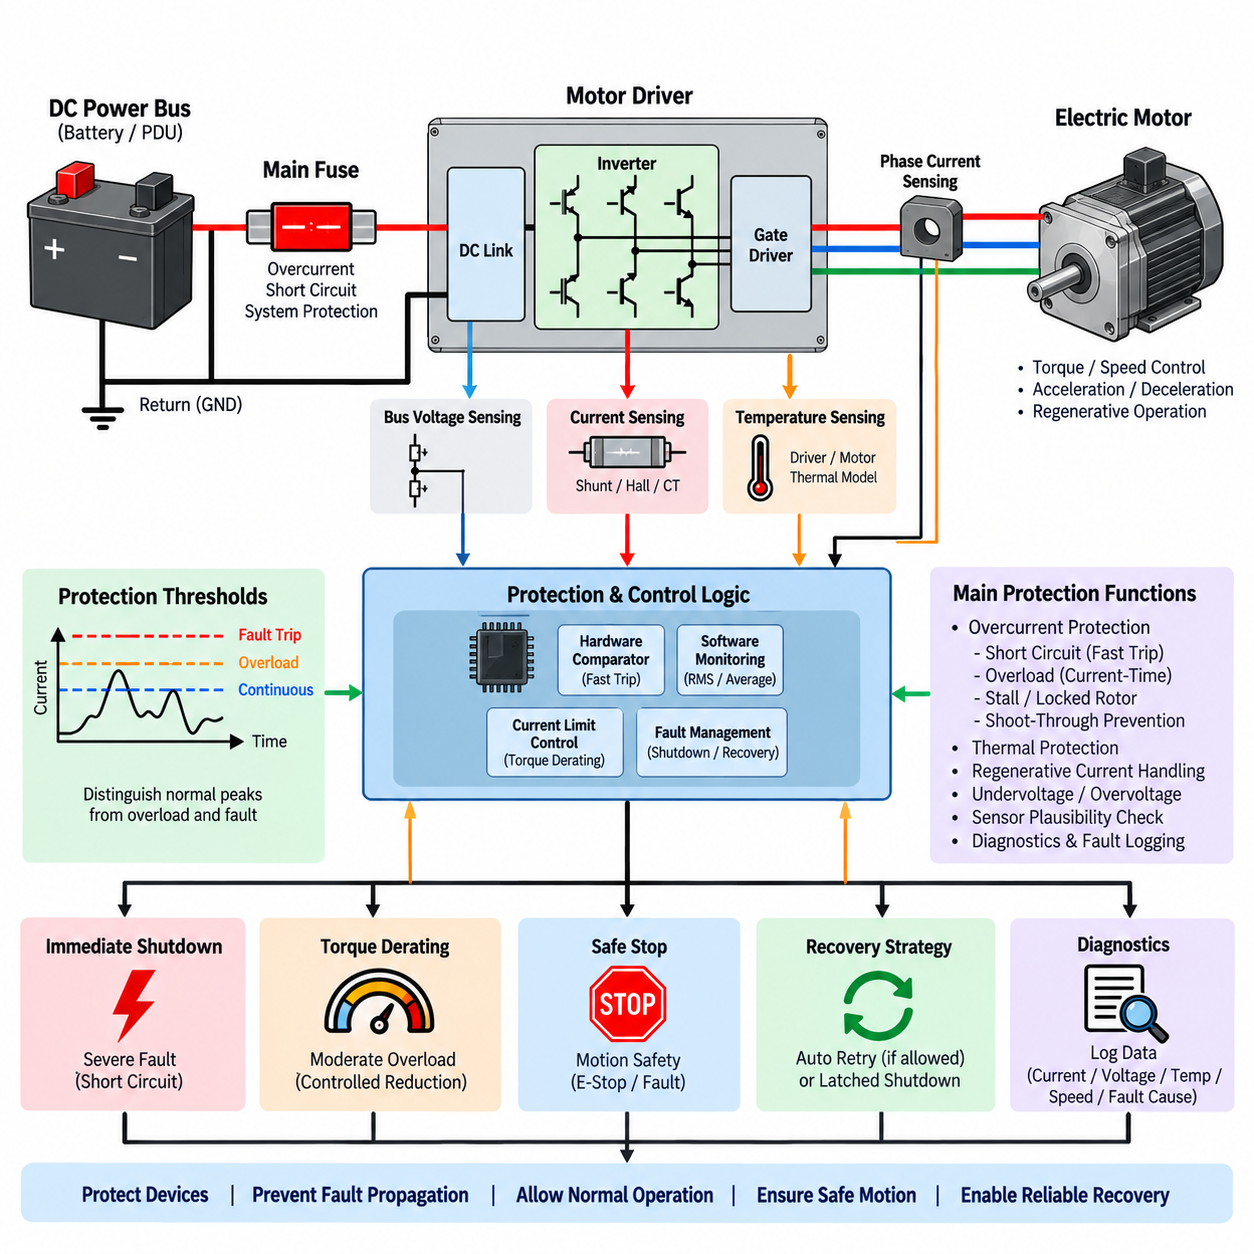 Motor Driver
DC Power Bus
(Battery / PDU)
Electric Motor
Main Fuse
Inverter
Phase Current
Sensing
+
−
DC Link
Gate
Driver
Overcurrent
Short Circuit
System Protection
Return (GND)
• Torque / Speed Control
• Acceleration / Deceleration
• Regenerative Operation
Bus Voltage Sensing
Current Sensing
Shunt / Hall / CT
Temperature Sensing
Driver / Motor
Thermal Model
Protection Thresholds
Fault Trip
Overload
Continuous
Current
Time
Distinguish normal peaks
from overload and fault
Protection & Control Logic
Hardware
Comparator
(Fast Trip)
Software
Monitoring
(RMS / Average)
Current Limit
Control
(Torque Derating)
Fault Management
(Shutdown / Recovery)
Main Protection Functions
• Overcurrent Protection
- Short Circuit (Fast Trip)
- Overload (Current-Time)
- Stall / Locked Rotor
- Shoot-Through Prevention
• Thermal Protection
• Regenerative Current Handling
• Undervoltage / Overvoltage
• Sensor Plausibility Check
• Diagnostics & Fault Logging
Immediate Shutdown
Severe Fault
(Short Circuit)
Torque Derating
Moderate Overload
(Controlled Reduction)
Safe Stop
STOP
Motion Safety
(E-Stop / Fault)
Recovery Strategy
Auto Retry (if allowed)
or Latched Shutdown
Diagnostics
Log Data
(Current / Voltage / Temp /
Speed / Fault Cause)
Protect Devices | Prevent Fault Propagation | Allow Normal Operation | Ensure Safe Motion | Enable Reliable Recovery